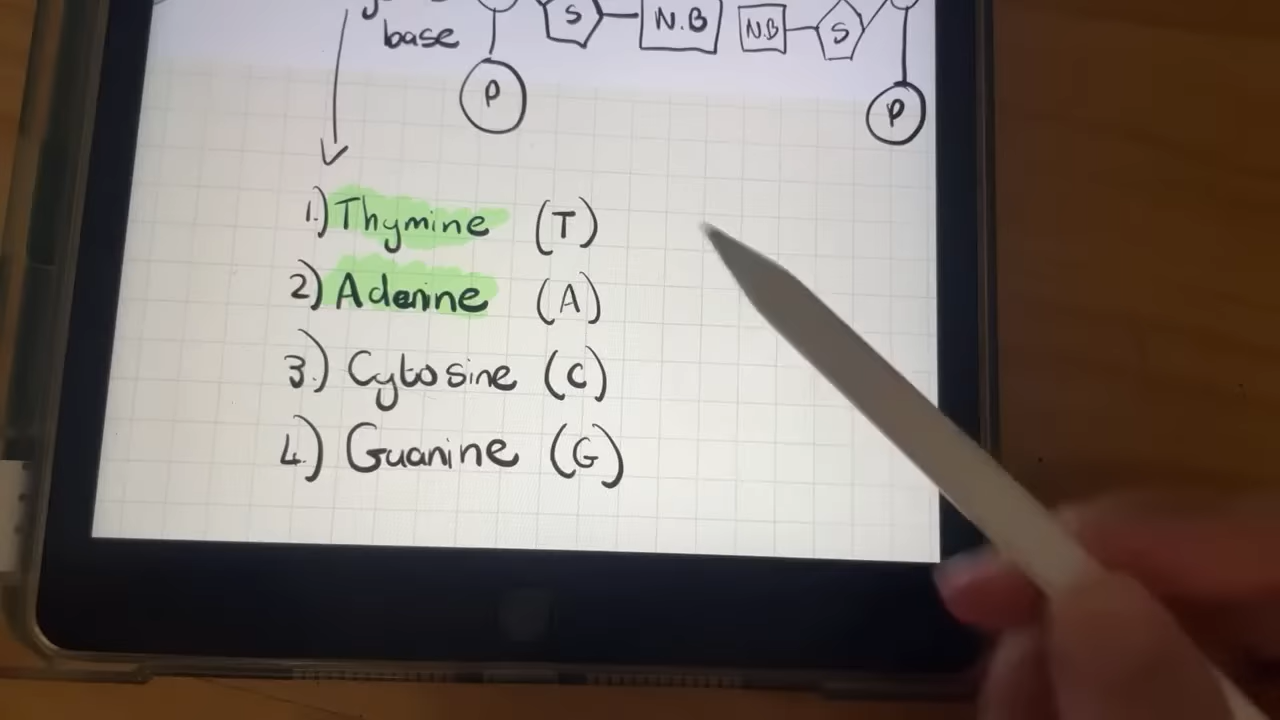 S N.B N.B S
base
P P
1.) Thymine (T)
2) Adenine (A)
3.) Cytosine (C)
4.) Guanine (G)